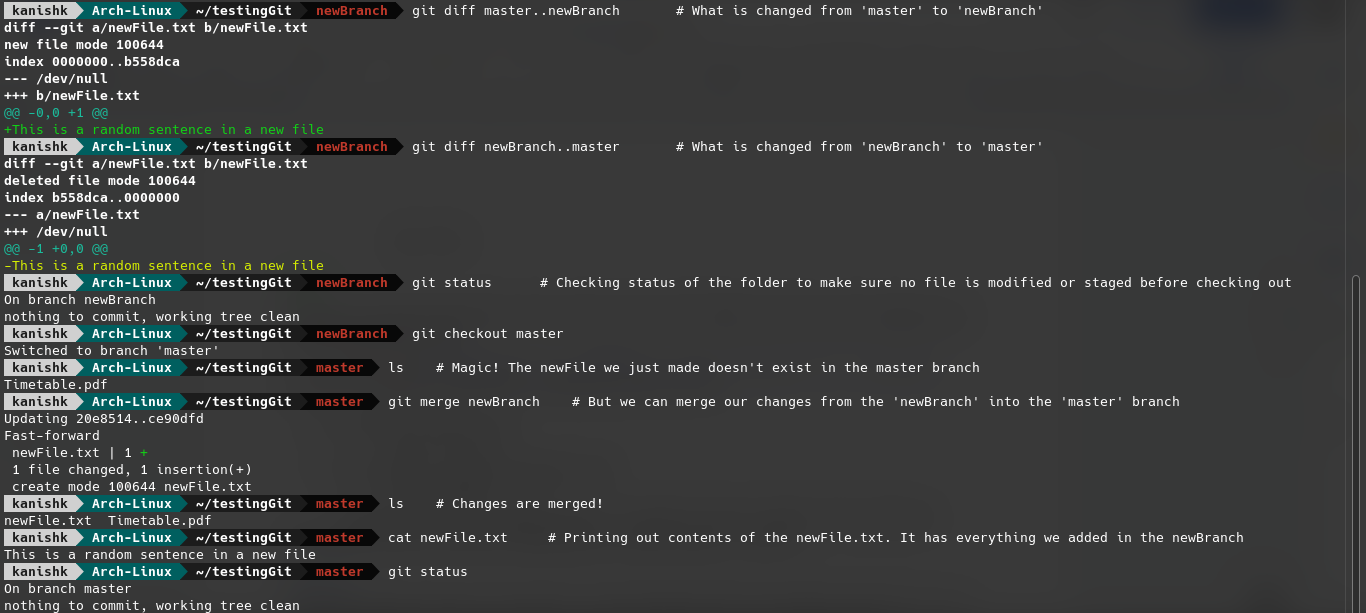 kanishk Arch-Linux ~/testingGit newBranch git diff master..newBranch # What is changed from 'master' to 'newBranch'
diff --git a/newFile.txt b/newFile.txt
new file mode 100644
index 0000000..b558dca
--- /dev/null
+++ b/newFile.txt
@@ -0,0 +1 @@
+This is a random sentence in a new file
kanishk Arch-Linux ~/testingGit newBranch git diff newBranch..master # What is changed from 'newBranch' to 'master'
diff --git a/newFile.txt b/newFile.txt
deleted file mode 100644
index b558dca..0000000
--- a/newFile.txt
+++ /dev/null
@@ -1 +0,0 @@
-This is a random sentence in a new file
kanishk Arch-Linux ~/testingGit newBranch git status # Checking status of the folder to make sure no file is modified or staged before checking out
On branch newBranch
nothing to commit, working tree clean
kanishk Arch-Linux ~/testingGit newBranch git checkout master
Switched to branch 'master'
kanishk Arch-Linux ~/testingGit master ls # Magic! The newFile we just made doesn't exist in the master branch
Timetable.pdf
kanishk Arch-Linux ~/testingGit master git merge newBranch # But we can merge our changes from the 'newBranch' into the 'master' branch
Updating 20e8514..ce90dfd
Fast-forward
newFile.txt | 1 +
1 file changed, 1 insertion(+)
create mode 100644 newFile.txt
kanishk Arch-Linux ~/testingGit master ls # Changes are merged!
newFile.txt Timetable.pdf
kanishk Arch-Linux ~/testingGit master cat newFile.txt # Printing out contents of the newFile.txt. It has everything we added in the newBranch
This is a random sentence in a new file
kanishk Arch-Linux ~/testingGit master git status
On branch master
nothing to commit, working tree clean